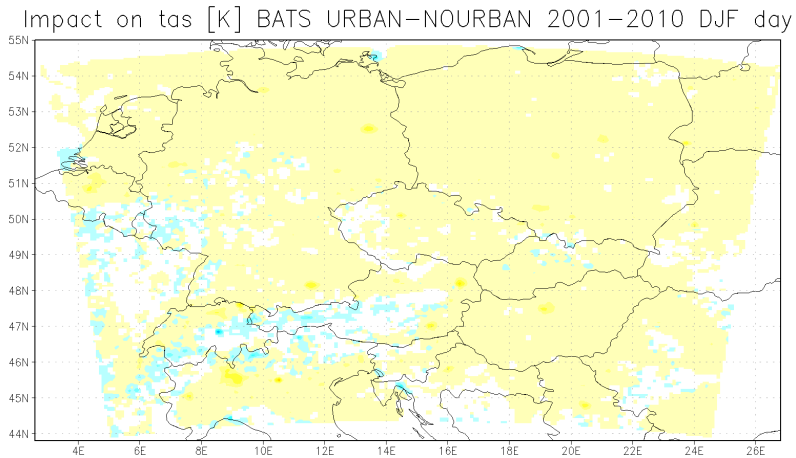 Impact on tas [K] BATS URBAN-NOURBAN 2001-2010 DJF day
55N
54N
53N
52N
51N
50N
49N
48N
47N
46N
45N
44N
4E 6E 8E 10E 12E 14E 16E 18E 20E 22E 24E 26E